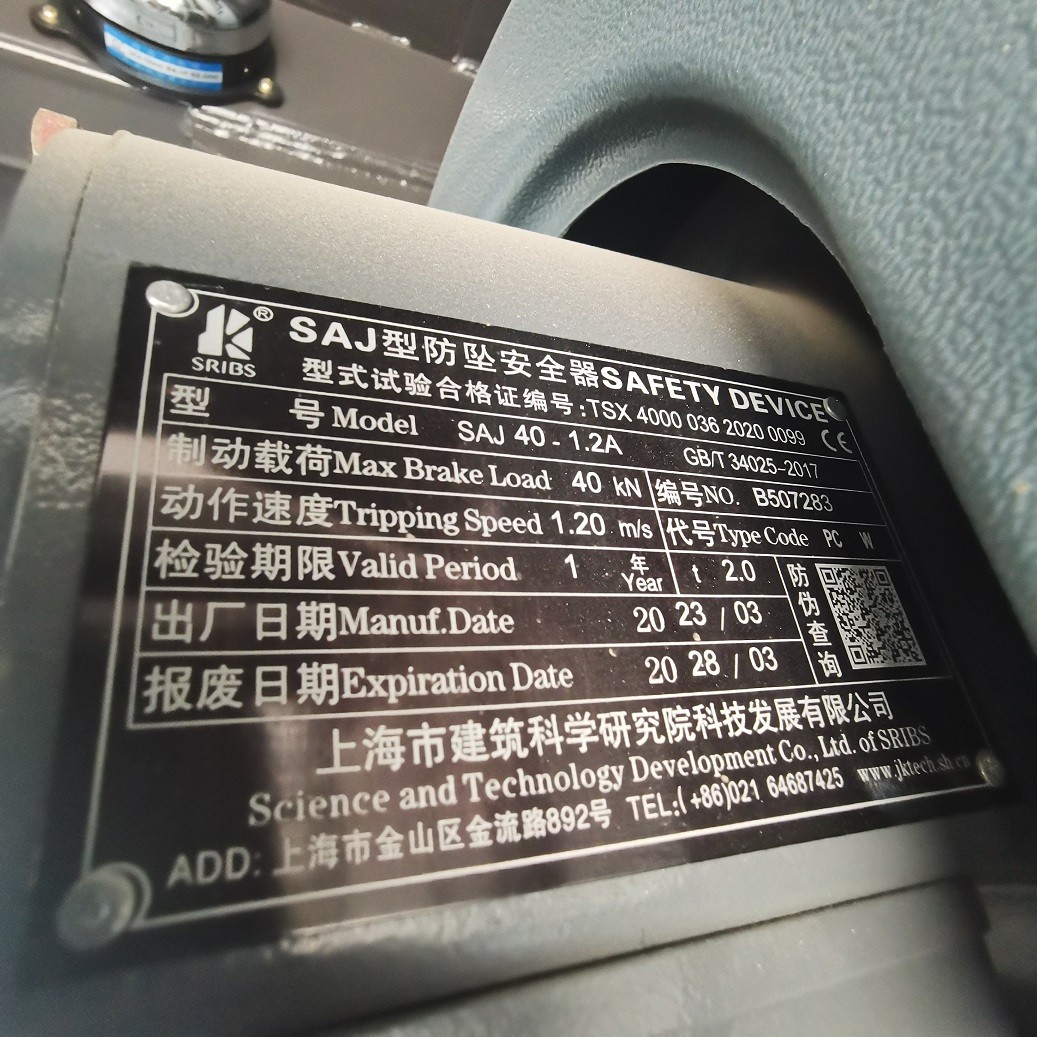 ® SAJ型防坠安全器SAFETY DEVICE
SRIBS 型式试验合格证编号:TSX 4000 036 2020 0099 CE
型 号 Model SAJ 40 - 1.2A GB/T 34025-2017
制动载荷Max Brake Load 40 kN 编号NO. B507283
动作速度Tripping Speed 1.20 m/s 代号Type Code PC W
检验期限Valid Period 1 年 Year t 2.0
出厂日期Manuf.Date 20 23 / 03 防伪查询
报废日期Expiration Date 20 28 / 03
上海市建筑科学研究院科技发展有限公司
Science and Technology Development Co., Ltd. of SRIBS
ADD: 上海市金山区金流路892号 TEL:(+86)021 64687425 www.jktech.sh.cn